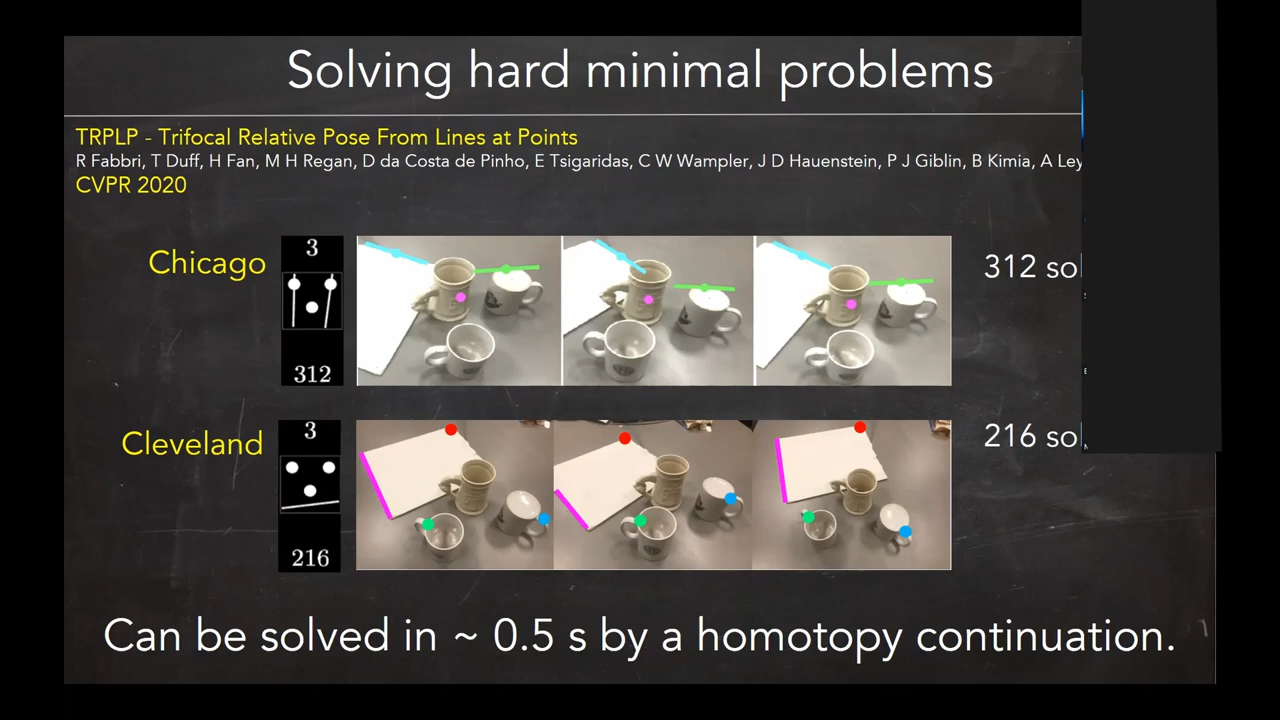 Solving hard minimal problems
TRPLP - Trifocal Relative Pose From Lines at Points
R Fabbri, T Duff, H Fan, M H Regan, D da Costa de Pinho, E Tsigaridas, C W Wampler, J D Hauenstein, P J Giblin, B Kimia, A Ley
CVPR 2020
Chicago
3
312
312 sol
Cleveland
3
216
216 sol
Can be solved in ~ 0.5 s by a homotopy continuation.